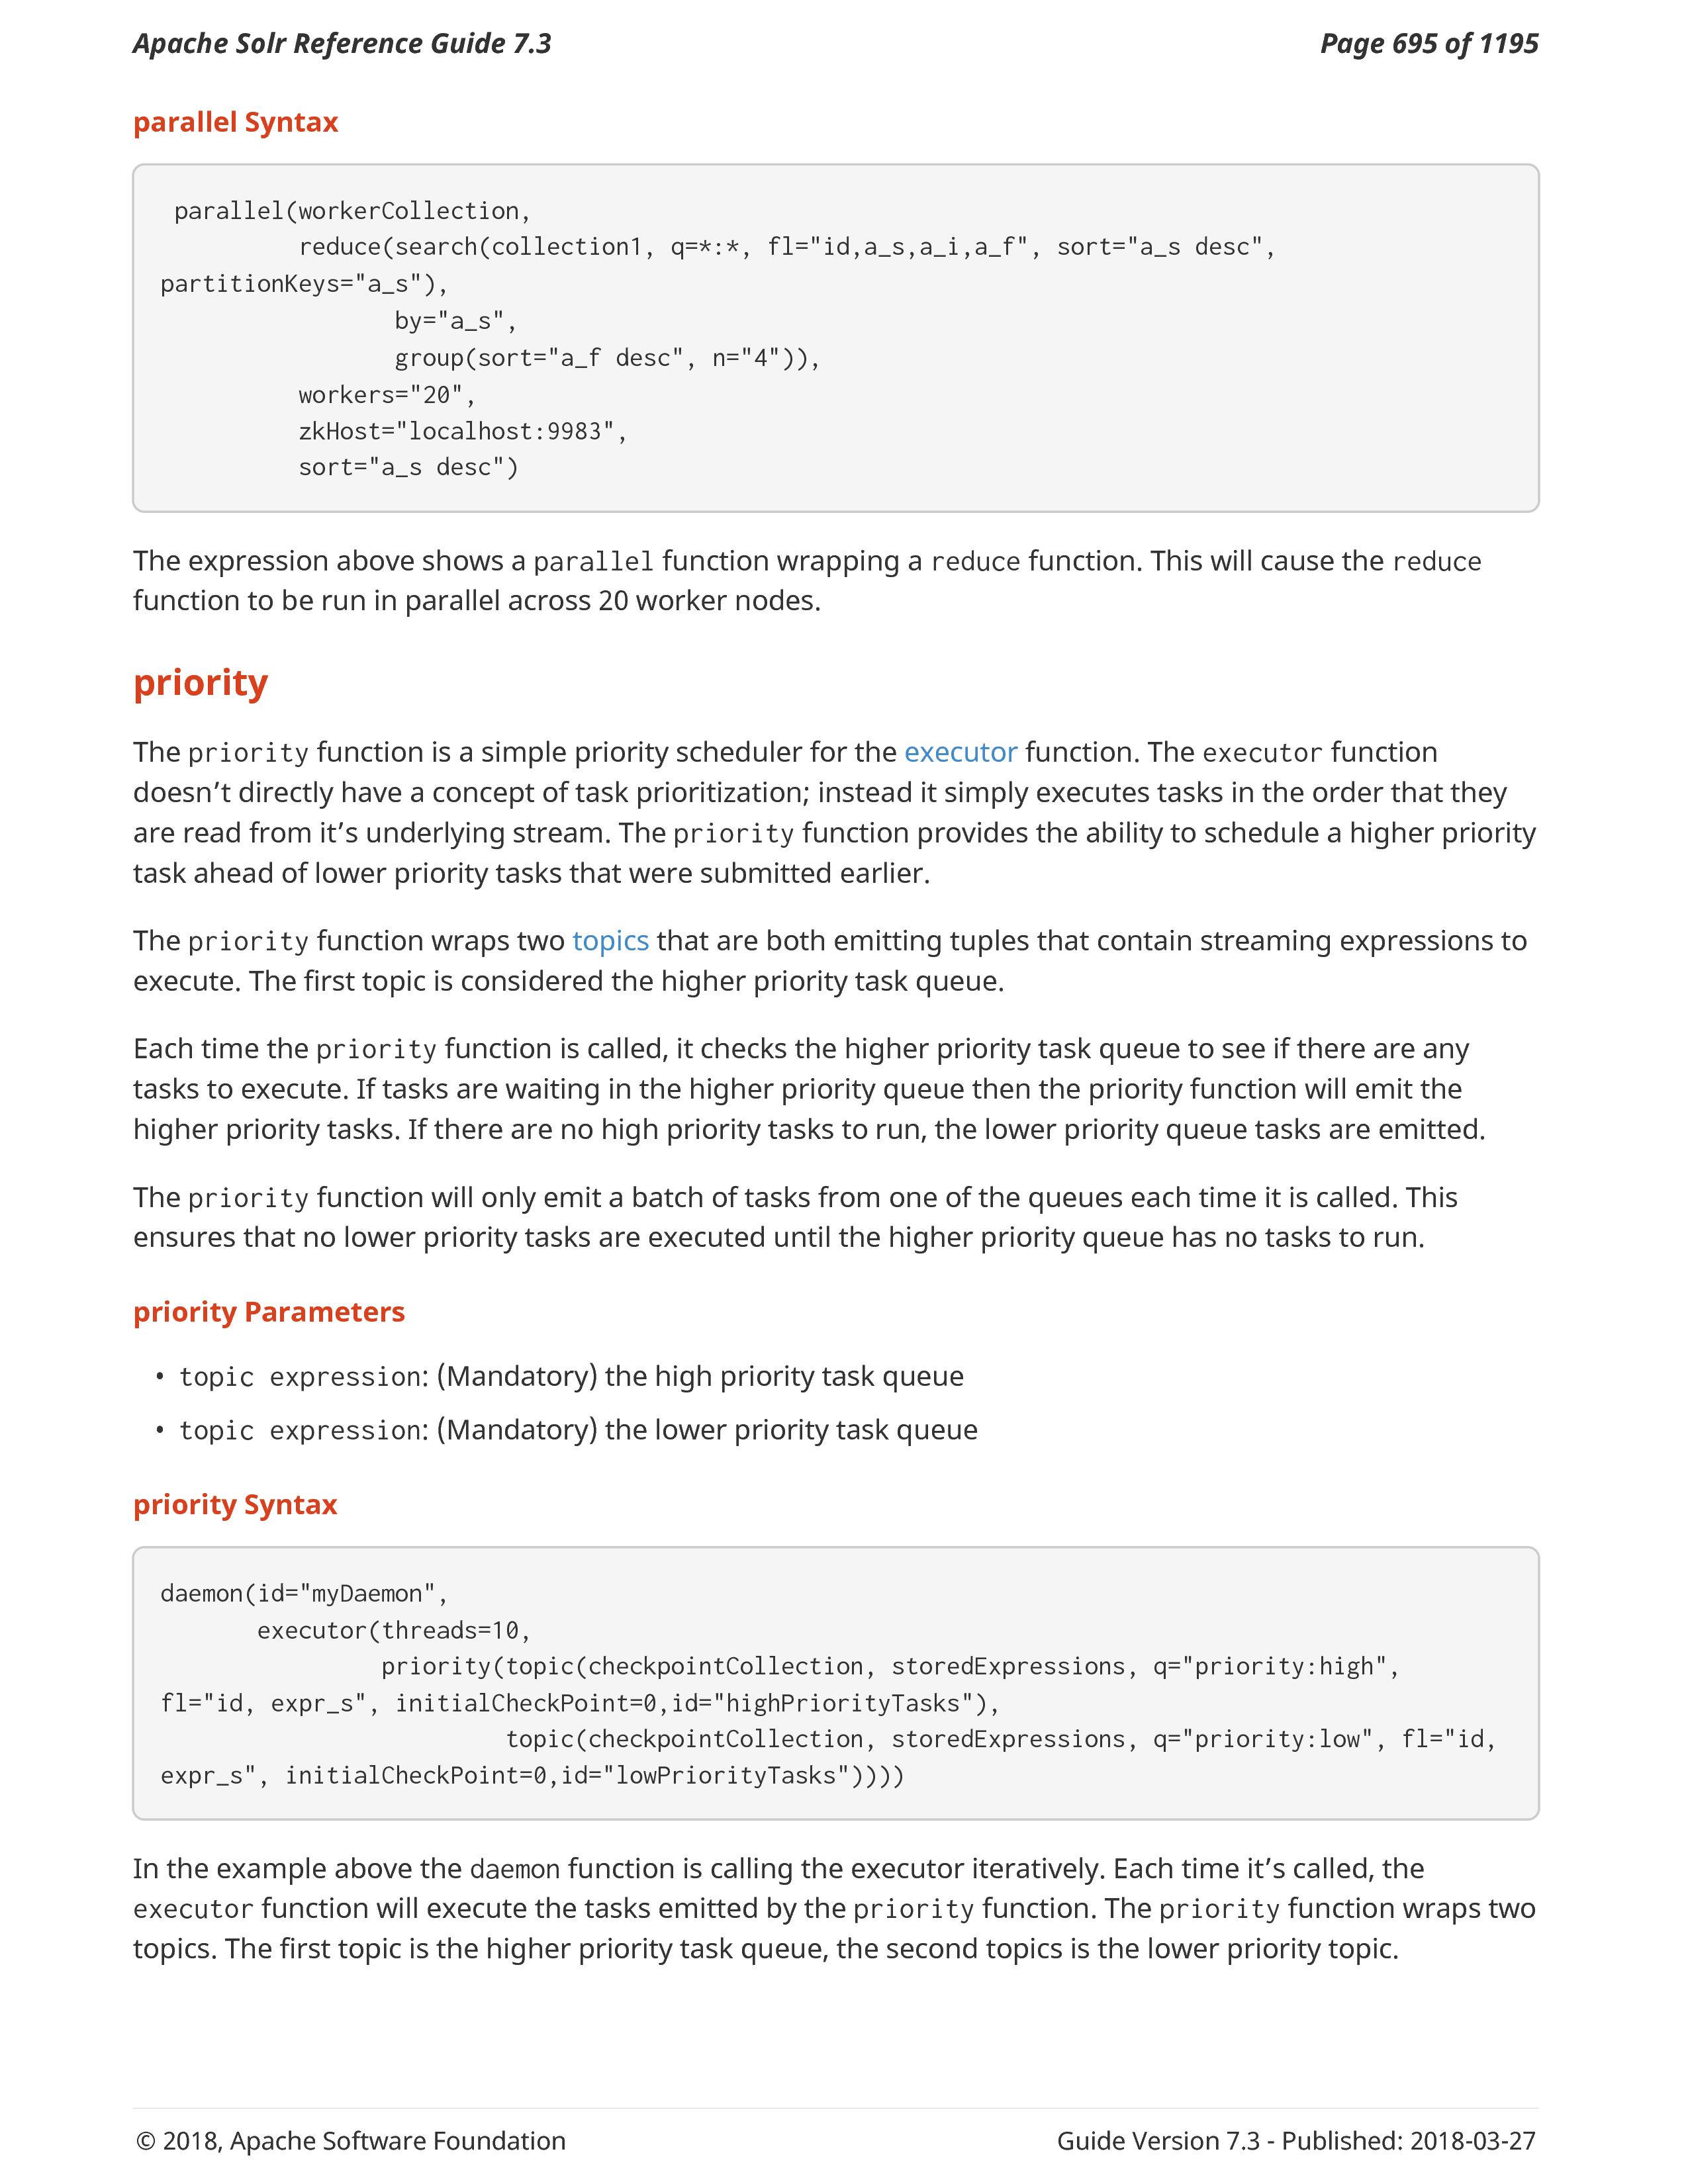 Apache Solr Reference Guide 7.3
Page 695 of 1195
parallel Syntax
parallel(workerCollection,
reduce(search(collection1, q=*:*, fl="id,a_s,a_i,a_f", sort="a_s desc",
partitionKeys="a_s"),
by="a_s",
group(sort="a_f desc", n="4")),
workers="20",
zkHost="localhost:9983",
sort="a_s desc")
The expression above shows a parallel function wrapping a reduce function. This will cause the reduce
function to be run in parallel across 20 worker nodes.
priority
The priority function is a simple priority scheduler for the executor function. The executor function
doesn’t directly have a concept of task prioritization; instead it simply executes tasks in the order that they
are read from it’s underlying stream. The priority function provides the ability to schedule a higher priority
task ahead of lower priority tasks that were submitted earlier.
The priority function wraps two topics that are both emitting tuples that contain streaming expressions to
execute. The first topic is considered the higher priority task queue.
Each time the priority function is called, it checks the higher priority task queue to see if there are any
tasks to execute. If tasks are waiting in the higher priority queue then the priority function will emit the
higher priority tasks. If there are no high priority tasks to run, the lower priority queue tasks are emitted.
The priority function will only emit a batch of tasks from one of the queues each time it is called. This
ensures that no lower priority tasks are executed until the higher priority queue has no tasks to run.
priority Parameters
• topic expression: (Mandatory) the high priority task queue
• topic expression: (Mandatory) the lower priority task queue
priority Syntax
daemon(id="myDaemon",
executor(threads=10,
priority(topic(checkpointCollection, storedExpressions, q="priority:high",
fl="id, expr_s", initialCheckPoint=0,id="highPriorityTasks"),
topic(checkpointCollection, storedExpressions, q="priority:low", fl="id,
expr_s", initialCheckPoint=0,id="lowPriorityTasks"))))
In the example above the daemon function is calling the executor iteratively. Each time it’s called, the
executor function will execute the tasks emitted by the priority function. The priority function wraps two
topics. The first topic is the higher priority task queue, the second topics is the lower priority topic.
© 2018, Apache Software Foundation
Guide Version 7.3 - Published: 2018-03-27